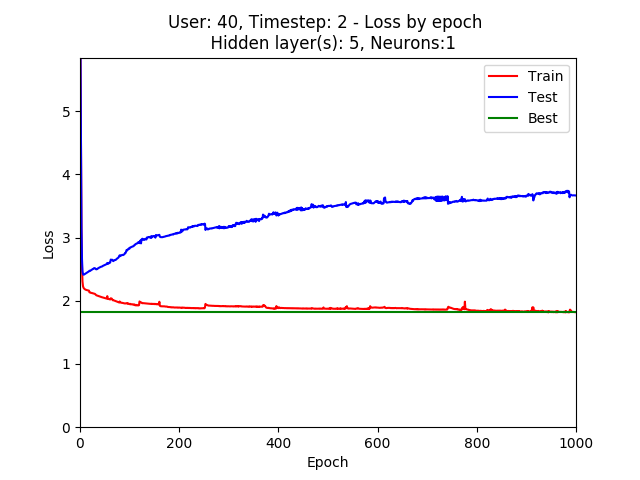 User: 40, Timestep: 2 - Loss by epoch
Hidden layer(s): 5, Neurons:1
Train
Test
Best
Loss
5
4
3
2
1
0
0 200 400 600 800 1000
Epoch